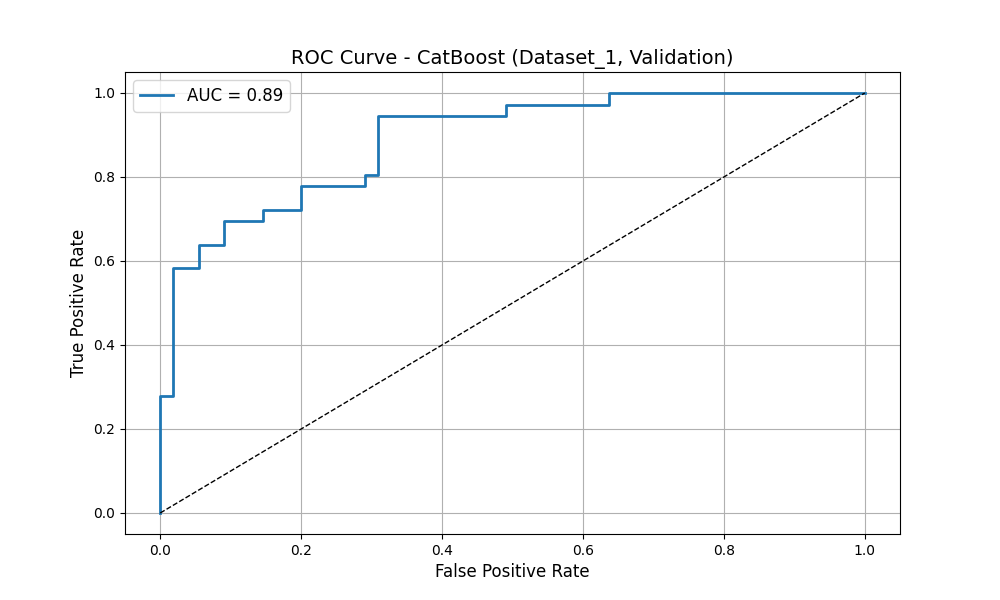 ROC Curve - CatBoost (Dataset_1, Validation)
AUC = 0.89
True Positive Rate
1.0
0.8
0.6
0.4
0.2
0.0
0.0 0.2 0.4 0.6 0.8 1.0
False Positive Rate